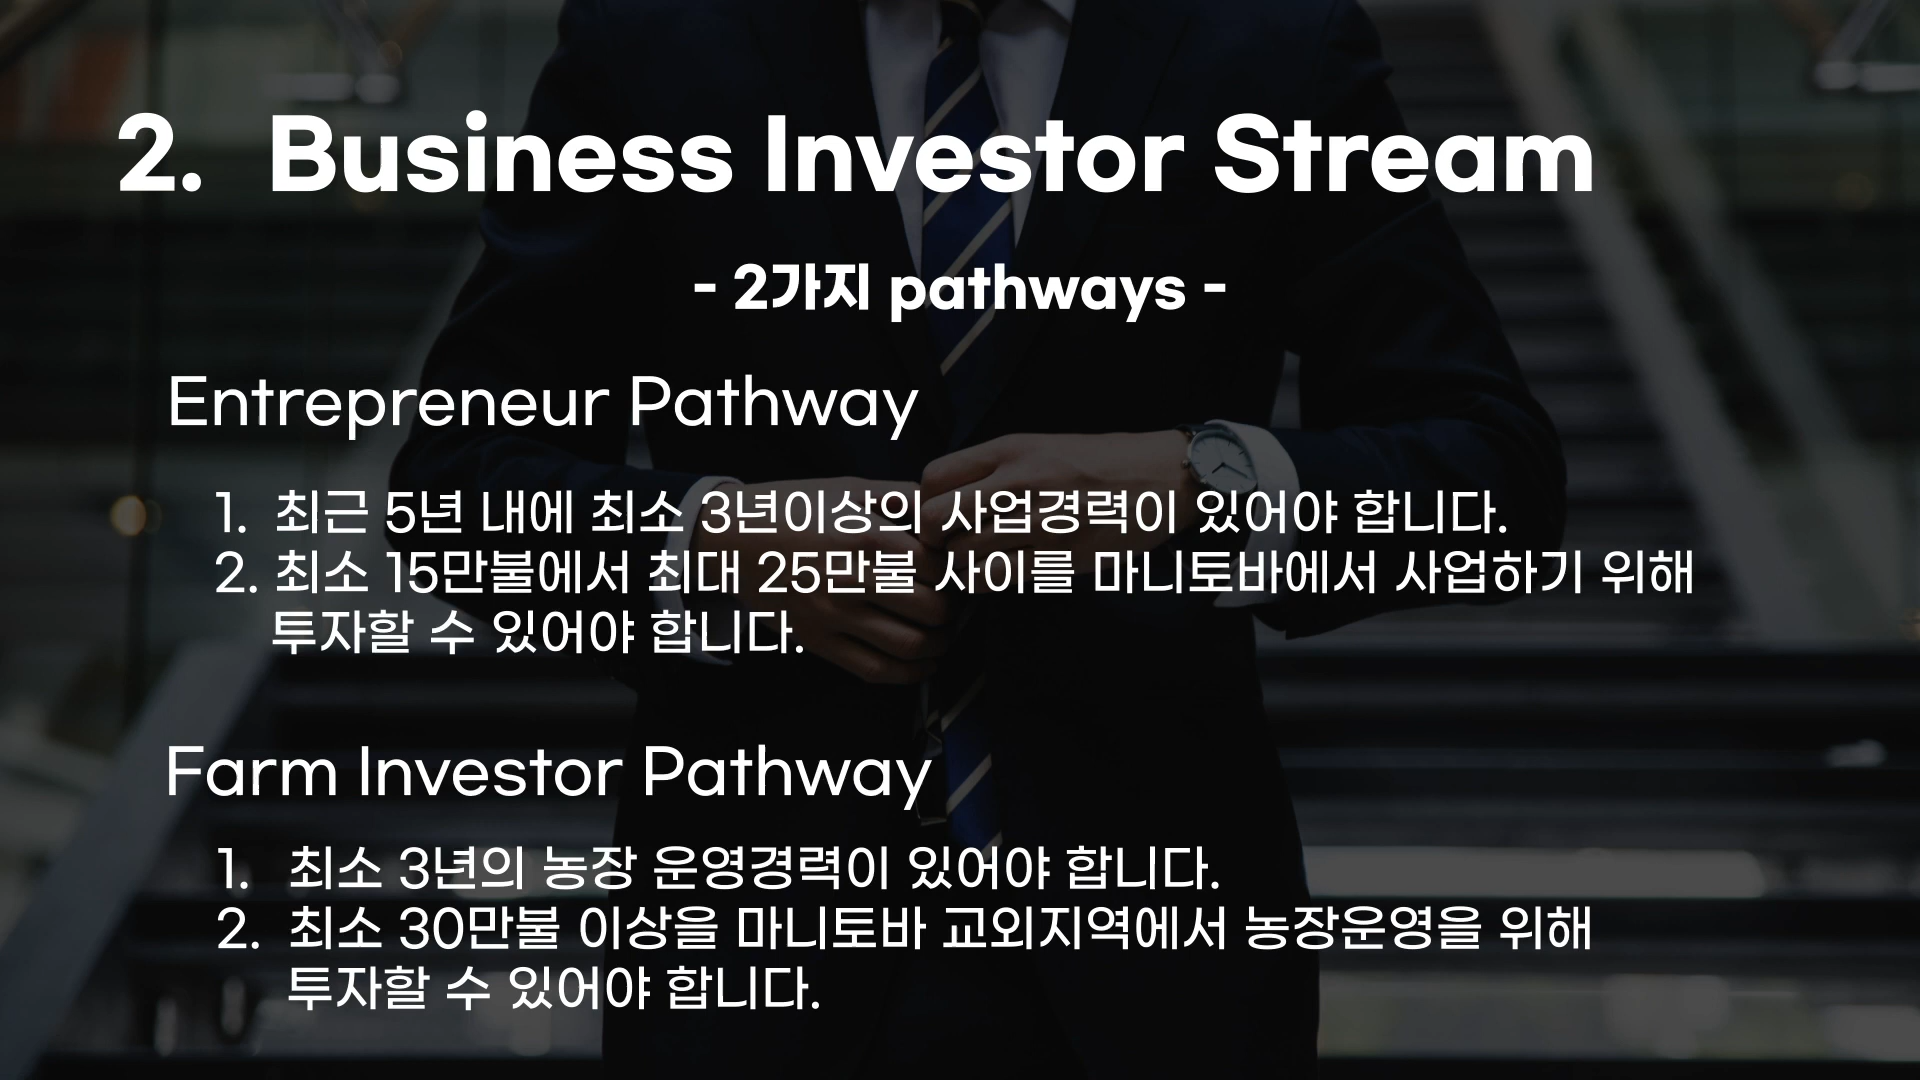 2. Business Investor Stream
- 2가지 pathways -
Entrepreneur Pathway
1. 최근 5년 내에 최소 3년이상의 사업경력이 있어야 합니다.
2. 최소 15만불에서 최대 25만불 사이를 마니토바에서 사업하기 위해
투자할 수 있어야 합니다.
Farm Investor Pathway
1. 최소 3년의 농장 운영경력이 있어야 합니다.
2. 최소 30만불 이상을 마니토바 교외지역에서 농장운영을 위해
투자할 수 있어야 합니다.